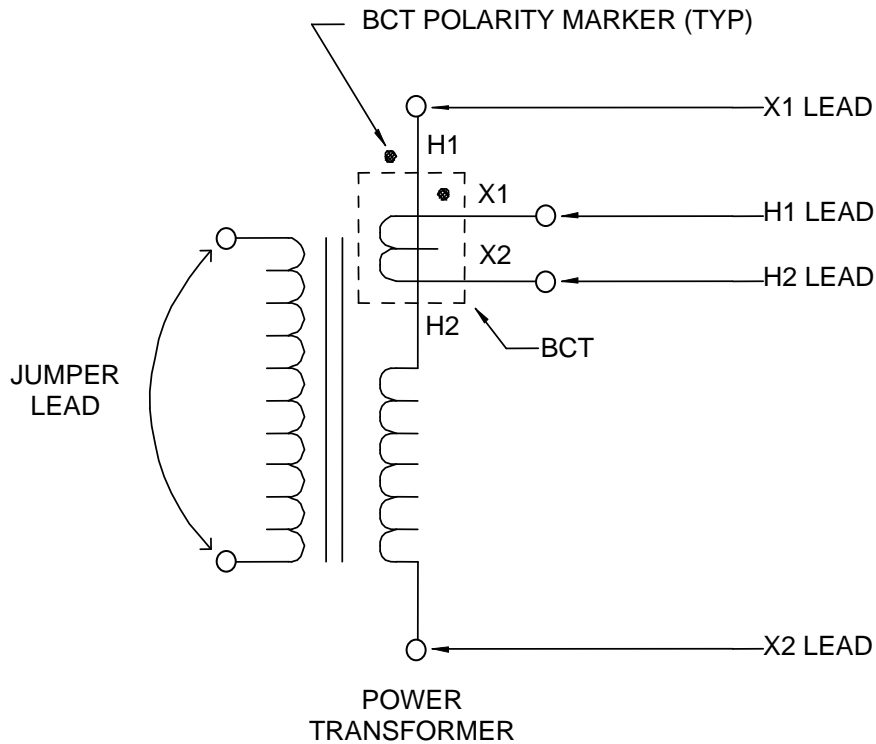 BCT POLARITY MARKER (TYP)
X1 LEAD
H1
X1
H1 LEAD
X2
H2 LEAD
H2
BCT
JUMPER
LEAD
X2 LEAD
POWER
TRANSFORMER